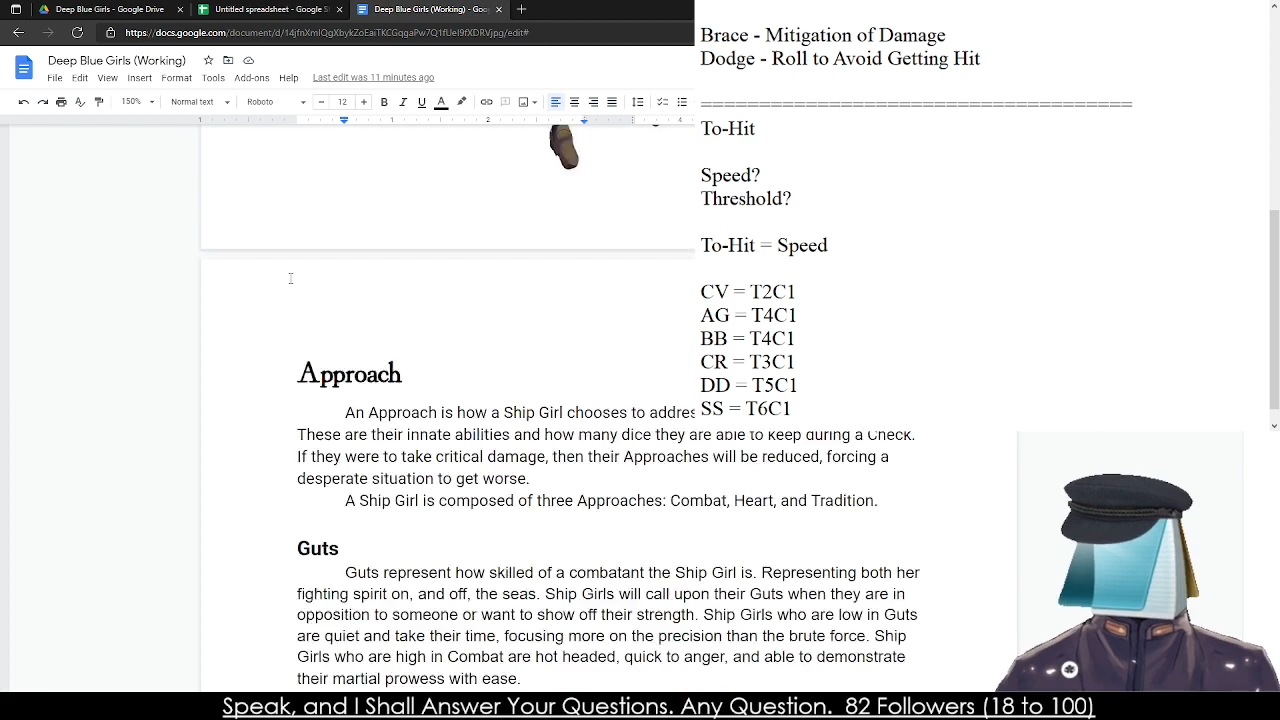 Deep Blue Girls - Google Drive
Untitled spreadsheet - Google S
Deep Blue Girls (Working) - Goo
https://docs.google.com/document/d/14jfnXmIQgXbykZoEaiTKCGqgaPw7Q1fUeI9fXDRVjpg/edit#
Deep Blue Girls (Working)
File Edit View Insert Format Tools Add-ons Help Last edit was 11 minutes ago
150% Normal text Roboto 12 B I U A
1 1 2 3 4
Approach
An Approach is how a Ship Girl chooses to addres
These are their innate abilities and how many dice they are able to keep during a Check.
If they were to take critical damage, then their Approaches will be reduced, forcing a
desperate situation to get worse.
A Ship Girl is composed of three Approaches: Combat, Heart, and Tradition.
Guts
Guts represent how skilled of a combatant the Ship Girl is. Representing both her
fighting spirit on, and off, the seas. Ship Girls will call upon their Guts when they are in
opposition to someone or want to show off their strength. Ship Girls who are low in Guts
are quiet and take their time, focusing more on the precision than the brute force. Ship
Girls who are high in Combat are hot headed, quick to anger, and able to demonstrate
their martial prowess with ease.
Brace - Mitigation of Damage
Dodge - Roll to Avoid Getting Hit
=====================================
To-Hit
Speed?
Threshold?
To-Hit = Speed
CV = T2C1
AG = T4C1
BB = T4C1
CR = T3C1
DD = T5C1
SS = T6C1
Speak, and I Shall Answer Your Questions. Any Question. 82 Followers (18 to 100)